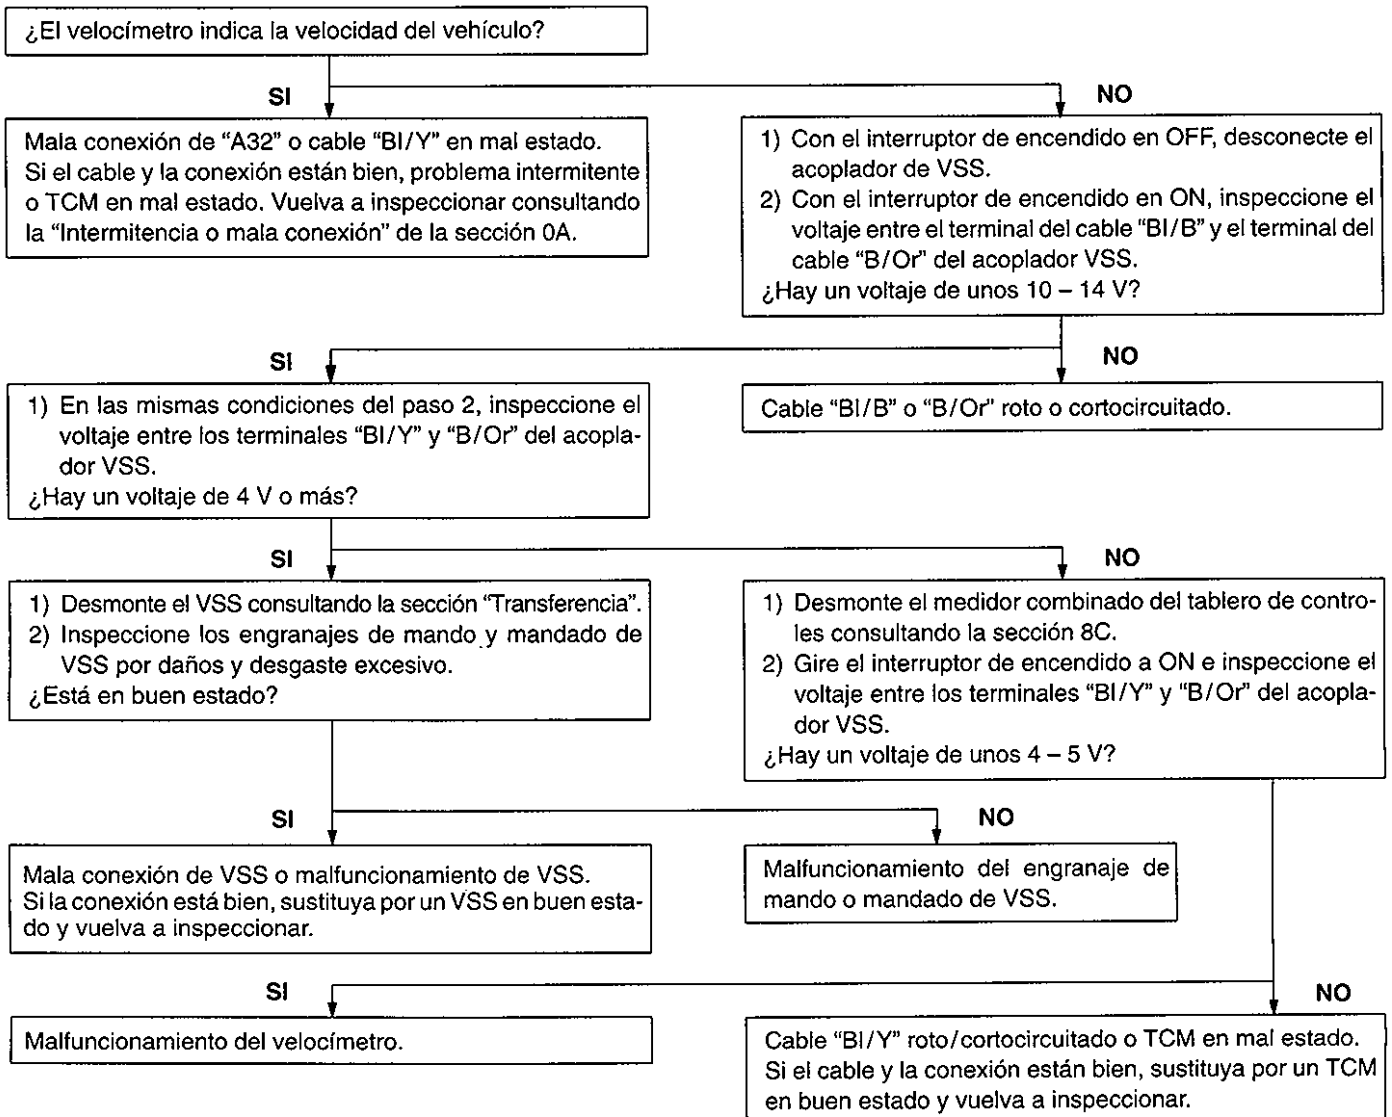 ¿El velocímetro indica la velocidad del vehículo?
SI
NO
Mala conexión de “A32” o cable “BI/Y” en mal estado.
Si el cable y la conexión están bien, problema intermitente
o TCM en mal estado. Vuelva a inspeccionar consultando
la “Intermitencia o mala conexión” de la sección 0A.
1) Con el interruptor de encendido en OFF, desconecte el
acoplador de VSS.
2) Con el interruptor de encendido en ON, inspeccione el
voltaje entre el terminal del cable “BI/B” y el terminal del
cable “B/Or” del acoplador VSS.
¿Hay un voltaje de unos 10 – 14 V?
SI
NO
1) En las mismas condiciones del paso 2, inspeccione el
voltaje entre los terminales “BI/Y” y “B/Or” del acopla-
dor VSS.
¿Hay un voltaje de 4 V o más?
Cable “BI/B” o “B/Or” roto o cortocircuitado.
SI
NO
1) Desmonte el VSS consultando la sección “Transferencia”.
2) Inspeccione los engranajes de mando y mandado de
VSS por daños y desgaste excesivo.
¿Está en buen estado?
1) Desmonte el medidor combinado del tablero de contro-
les consultando la sección 8C.
2) Gire el interruptor de encendido a ON e inspeccione el
voltaje entre los terminales “BI/Y” y “B/Or” del acopla-
dor VSS.
¿Hay un voltaje de unos 4 – 5 V?
SI
NO
Mala conexión de VSS o malfuncionamiento de VSS.
Si la conexión está bien, sustituya por un VSS en buen esta-
do y vuelva a inspeccionar.
Malfuncionamiento del engranaje de
mando o mandado de VSS.
SI
NO
Malfuncionamiento del velocímetro.
Cable “BI/Y” roto/cortocircuitado o TCM en mal estado.
Si el cable y la conexión están bien, sustituya por un TCM
en buen estado y vuelva a inspeccionar.